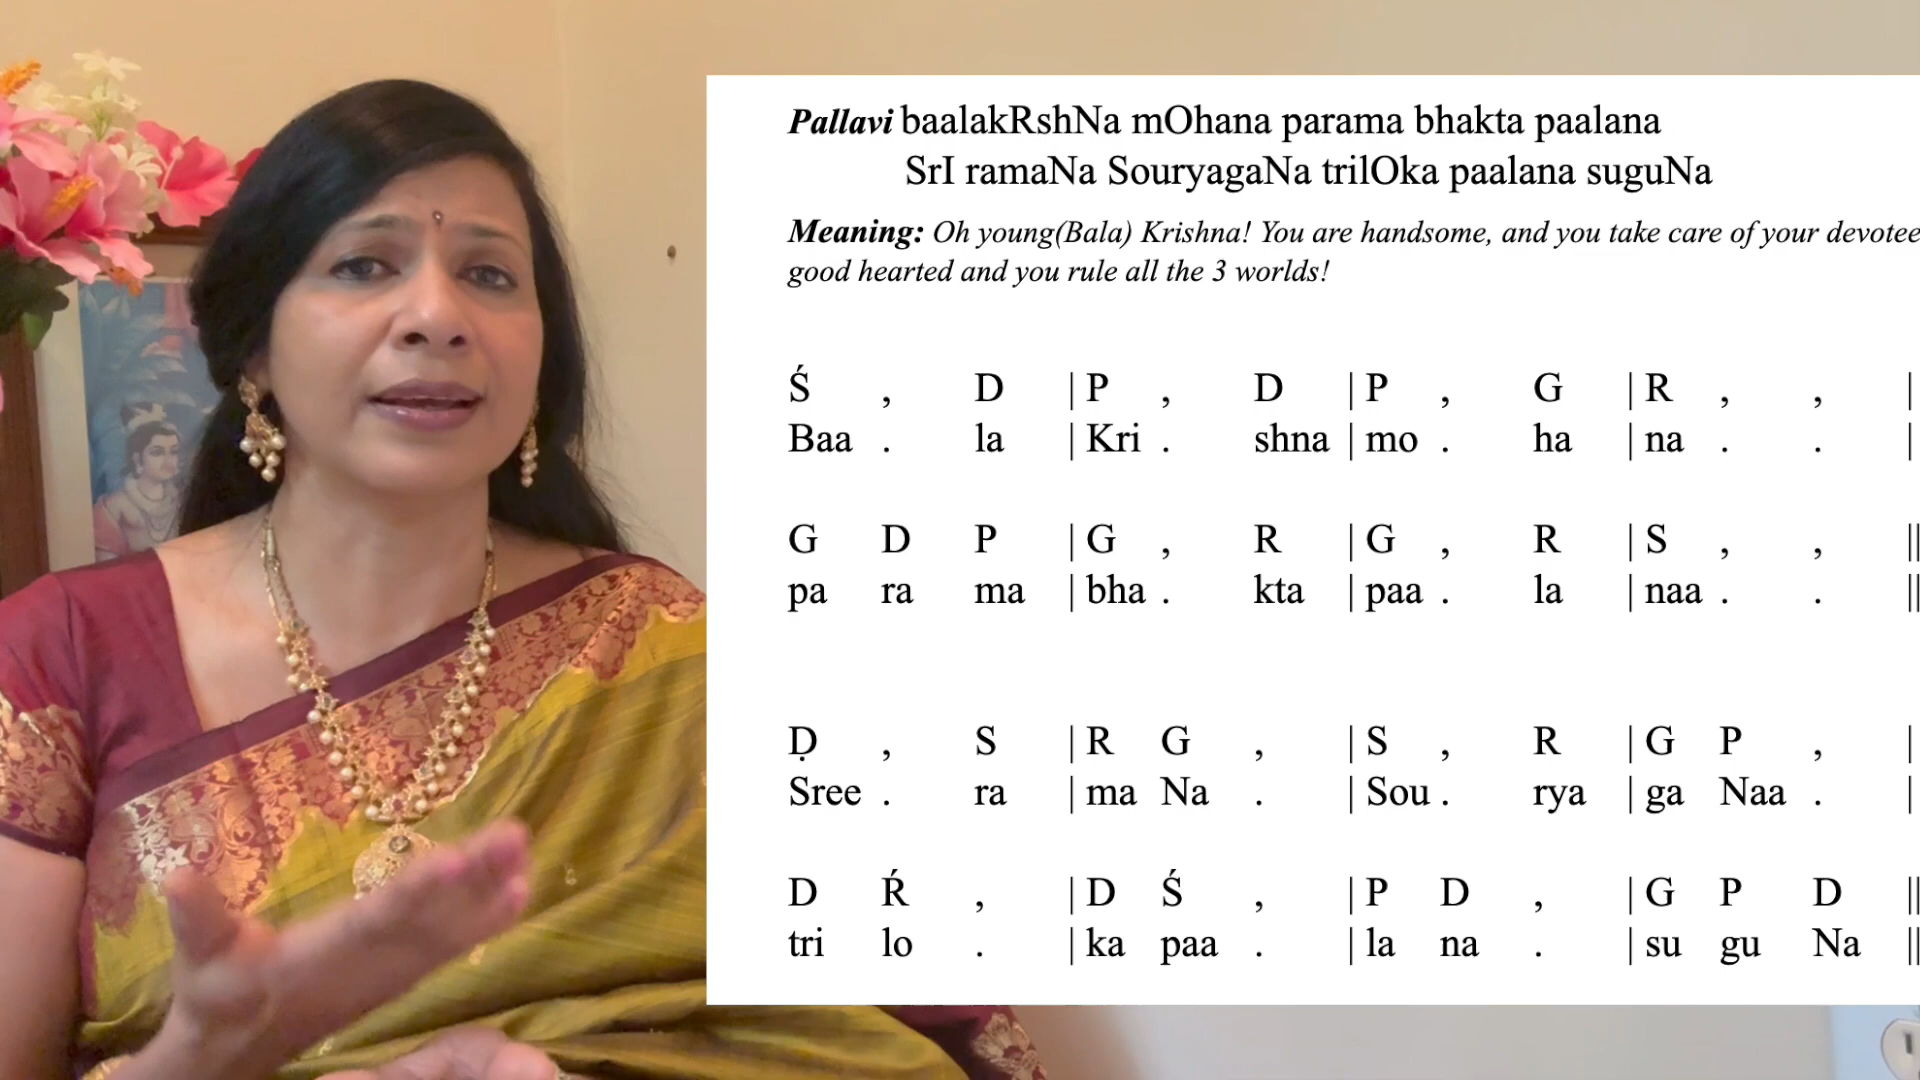 Pallavi baalakRshNa mOhana parama bhakta paalana
SrI ramaNa SouryagaNa trilOka paalana suguNa
Meaning: Oh young(Bala) Krishna! You are handsome, and you take care of your devotee
good hearted and you rule all the 3 worlds!
Ś , D | P , D | P , G | R , , |
Baa . la | Kri . shna | mo . ha | na . . |
G D P | G , R | G , R | S , , ||
pa ra ma | bha . kta | paa . la | naa . . ||
Ḍ , S | R G , | S , R | G P , |
Sree . ra | ma Na . | Sou . rya | ga Naa . |
D Ŕ , | D Ś , | P D , | G P D ||
tri lo . | ka paa . | la na . | su gu Na ||